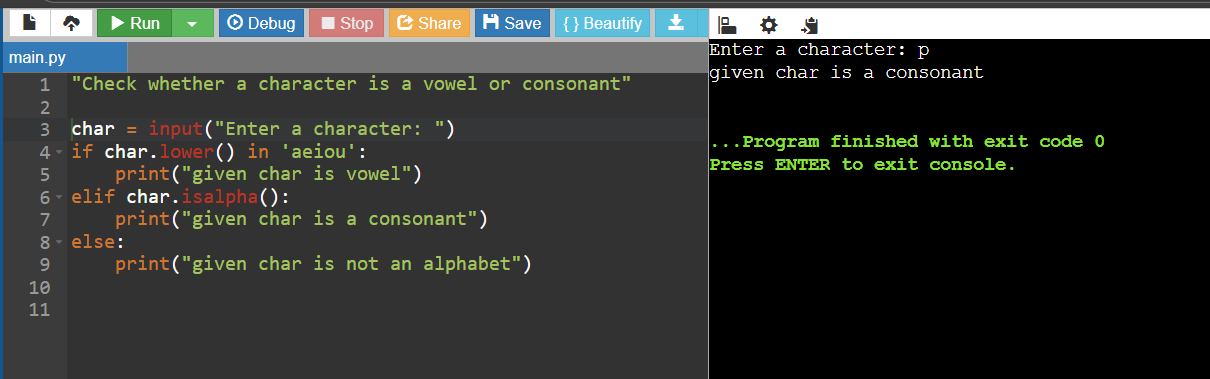 Run Debug Stop Share Save { } Beautify
main.py
1 "Check whether a character is a vowel or consonant"
2
3 char = input("Enter a character: ")
4 if char.lower() in 'aeiou':
5     print("given char is vowel")
6 elif char.isalpha():
7     print("given char is a consonant")
8 else:
9     print("given char is not an alphabet")
10
11
Enter a character: p
given char is a consonant
...Program finished with exit code 0
Press ENTER to exit console.